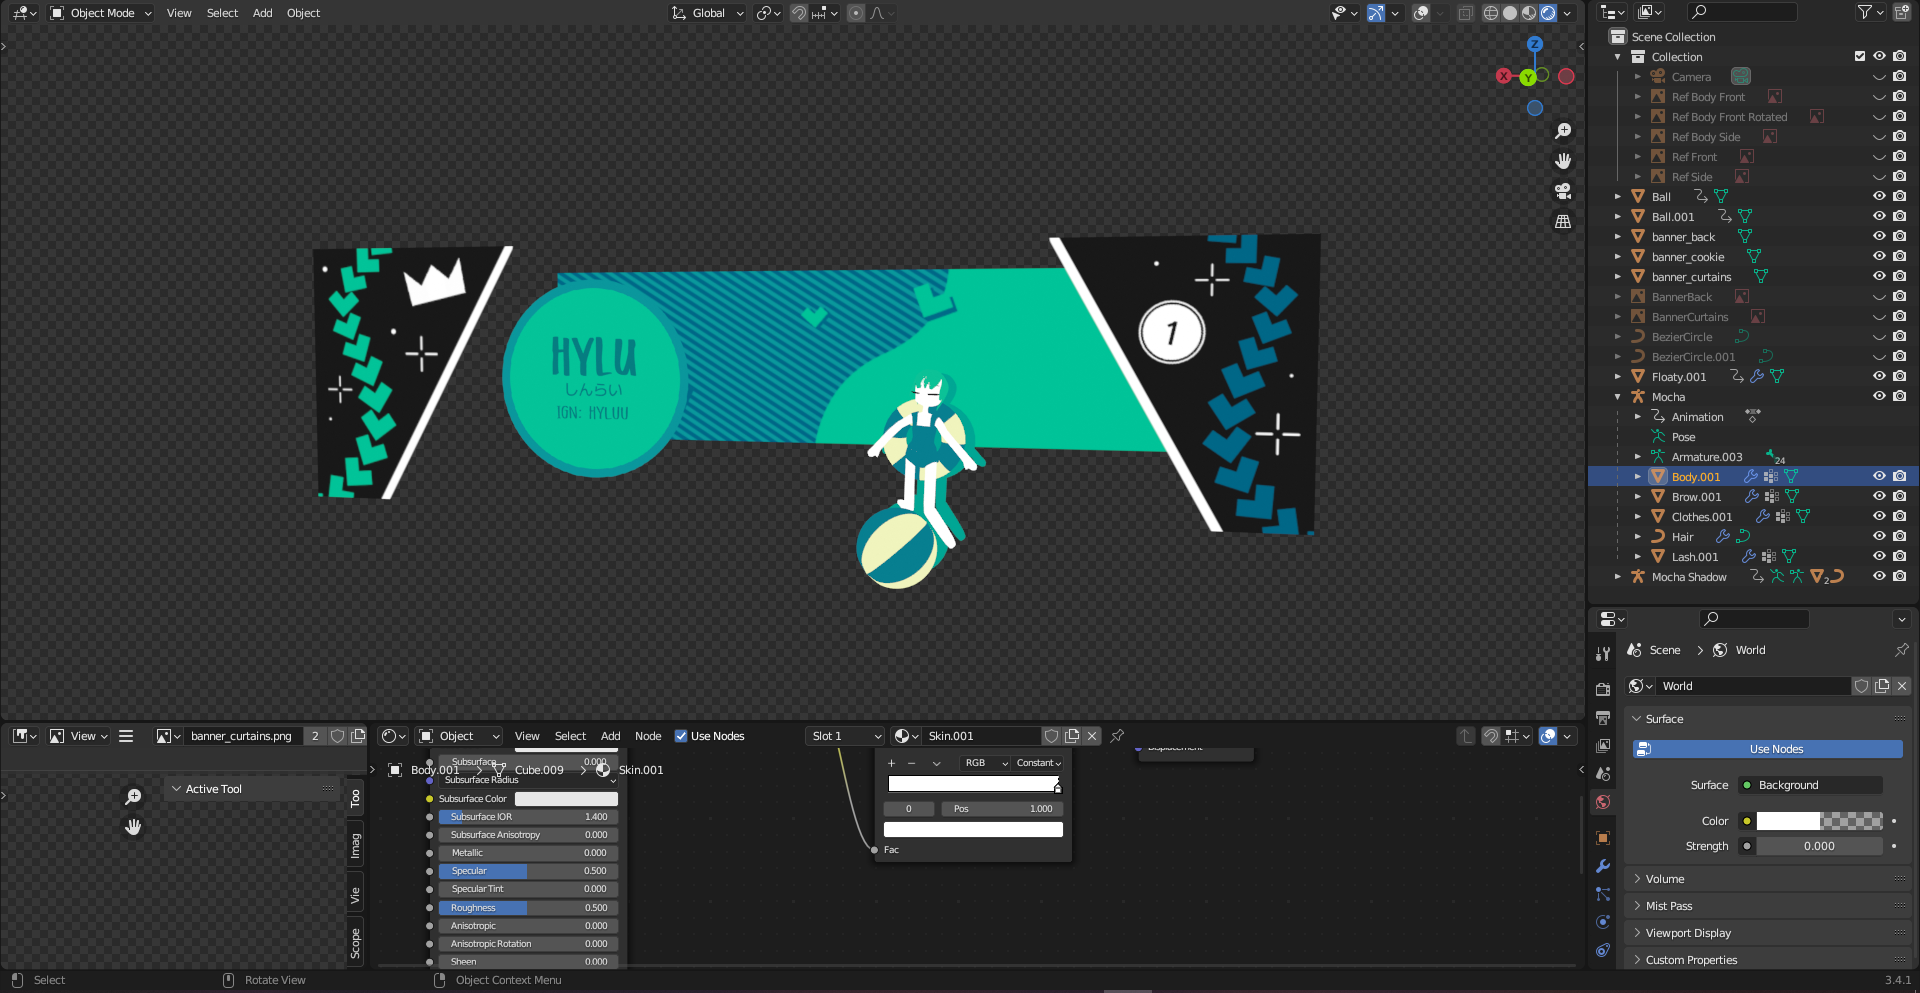 Object Mode View Select Add Object Global
Z
X Y
HYLU
しんらい
IGN: HYLUU
1
Scene Collection
Collection
Camera
Ref Body Front
Ref Body Front Rotated
Ref Body Side
Ref Front
Ref Side
Ball
Ball.001
banner_back
banner_cookie
banner_curtains
BannerBack
BannerCurtains
BezierCircle
BezierCircle.001
Floaty.001
Mocha
Animation
Pose
Armature.003 24
Body.001
Brow.001
Clothes.001
Hair
Lash.001
Mocha Shadow 2
Scene > World
World
Surface
Use Nodes
Surface Background
Color
Strength 0.000
Volume
Mist Pass
Viewport Display
Custom Properties
View banner_curtains.png 2
Active Tool
Too
Imag
Vie
Scope
Object View Select Add Node Use Nodes Slot 1 Skin.001
Body.001 > Cube.009 > Skin.001
Subsurface 0.000
Subsurface Radius
Subsurface Color
Subsurface IOR 1.400
Subsurface Anisotropy 0.000
Metallic 0.000
Specular 0.500
Specular Tint 0.000
Roughness 0.500
Anisotropic 0.000
Anisotropic Rotation 0.000
Sheen 0.000
Displacement
+ − RGB Constant
0 Pos 1.000
Fac
Select Rotate View Object Context Menu 3.4.1